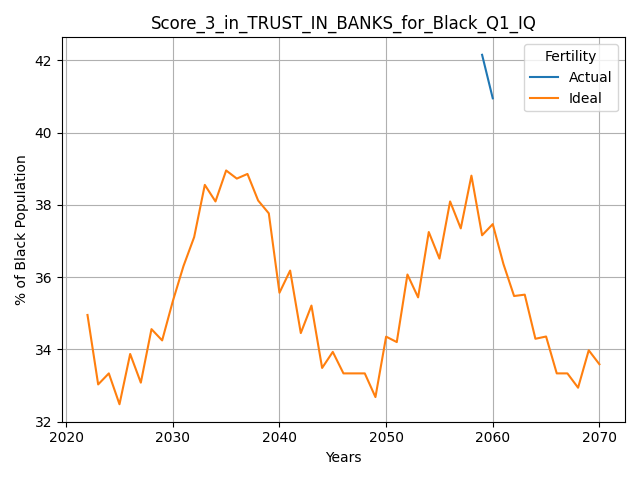 Score_3_in_TRUST_IN_BANKS_for_Black_Q1_IQ
Fertility
Actual
Ideal
% of Black Population
42
40
38
36
34
32
2020
2030
2040
2050
2060
2070
Years